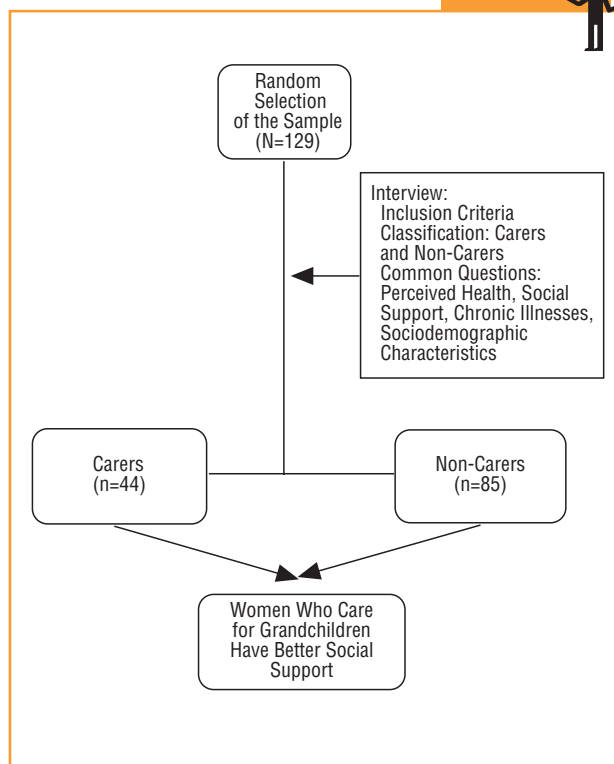 Random
Selection
of the Sample
(N=129)
Interview:
Inclusion Criteria
Classification: Carers
and Non-Carers
Common Questions:
Perceived Health, Social
Support, Chronic Illnesses,
Sociodemographic
Characteristics
Carers
(n=44)
Non-Carers
(n=85)
Women Who Care
for Grandchildren
Have Better Social
Support